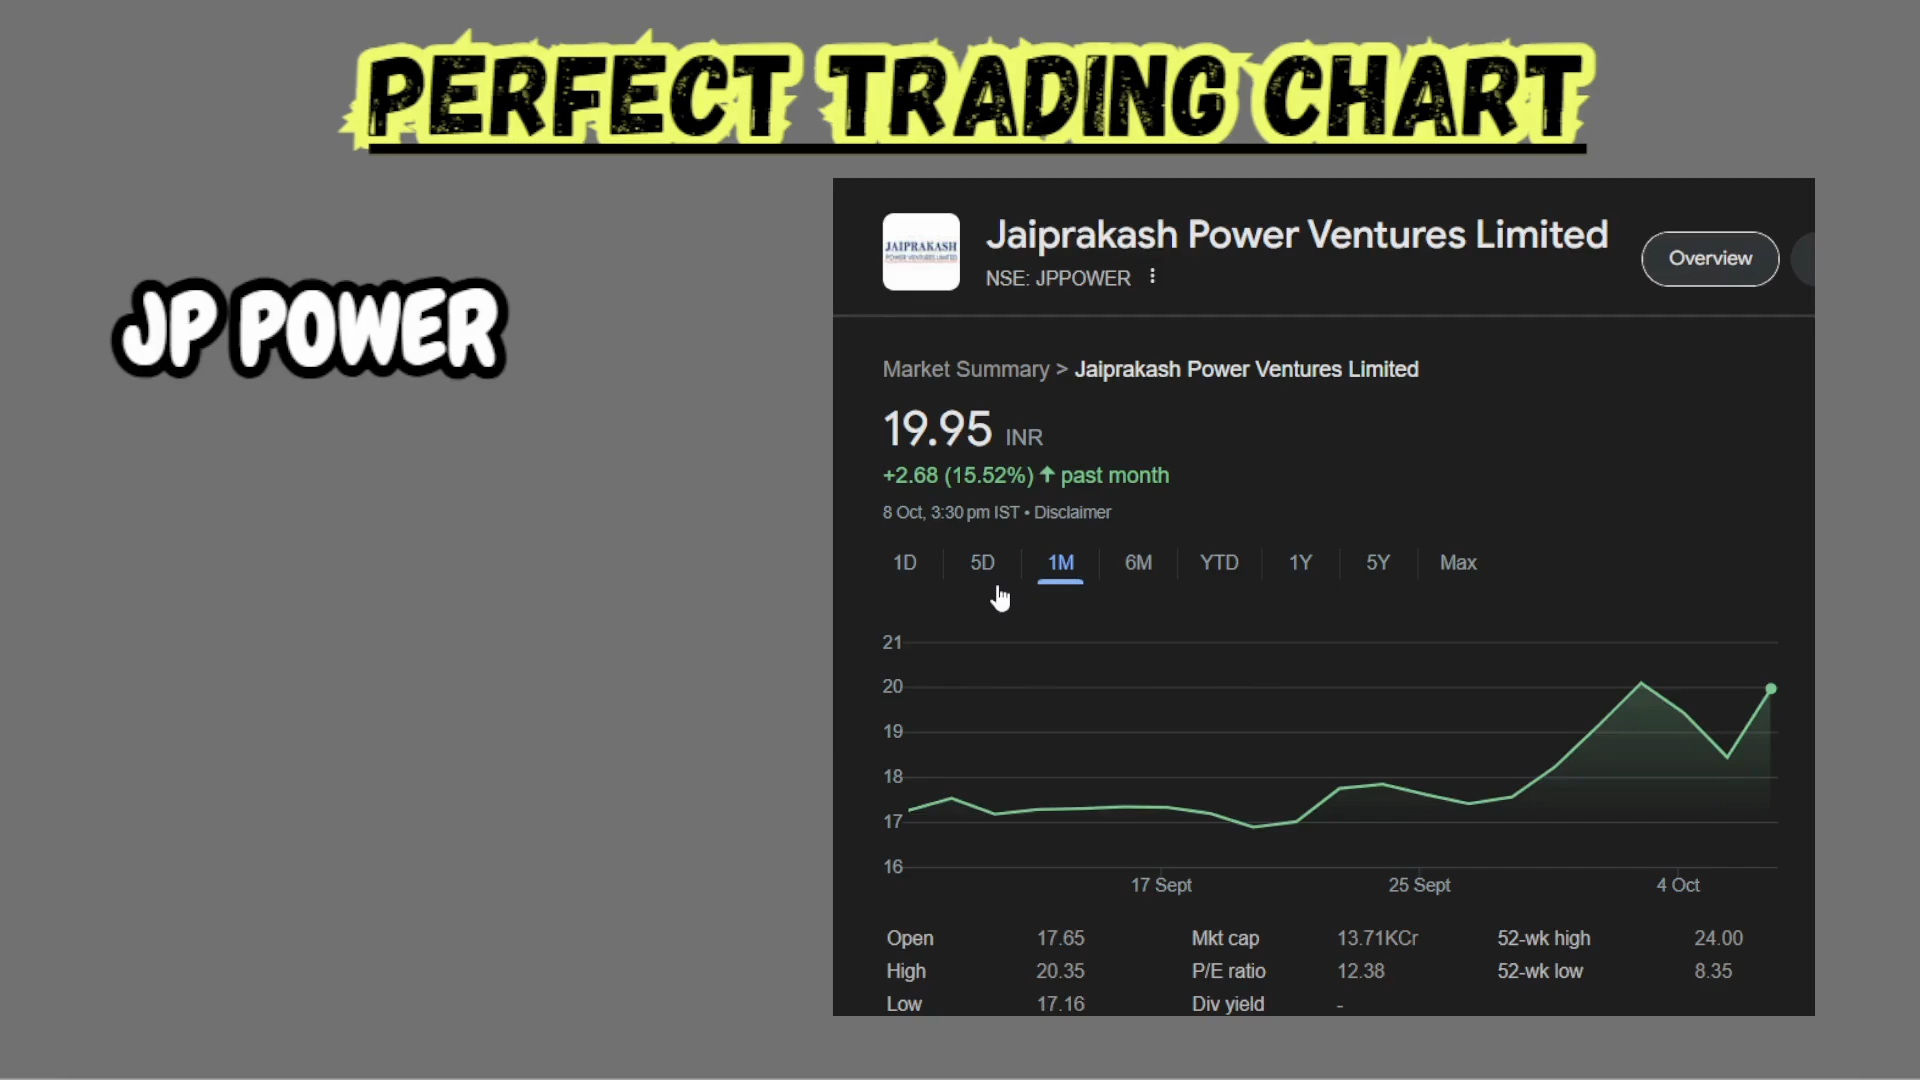 PERFECT TRADING CHART
JP POWER
JAIPRAKASH
POWER VENTURES LIMITED
Jaiprakash Power Ventures Limited
NSE: JPPOWER
Overview
Market Summary > Jaiprakash Power Ventures Limited
19.95 INR
+2.68 (15.52%) ↑ past month
8 Oct, 3:30 pm IST • Disclaimer
1D 5D 1M 6M YTD 1Y 5Y Max
21
20
19
18
17
16
17 Sept 25 Sept 4 Oct
Open 17.65 Mkt cap 13.71KCr 52-wk high 24.00
High 20.35 P/E ratio 12.38 52-wk low 8.35
Low 17.16 Div yield -